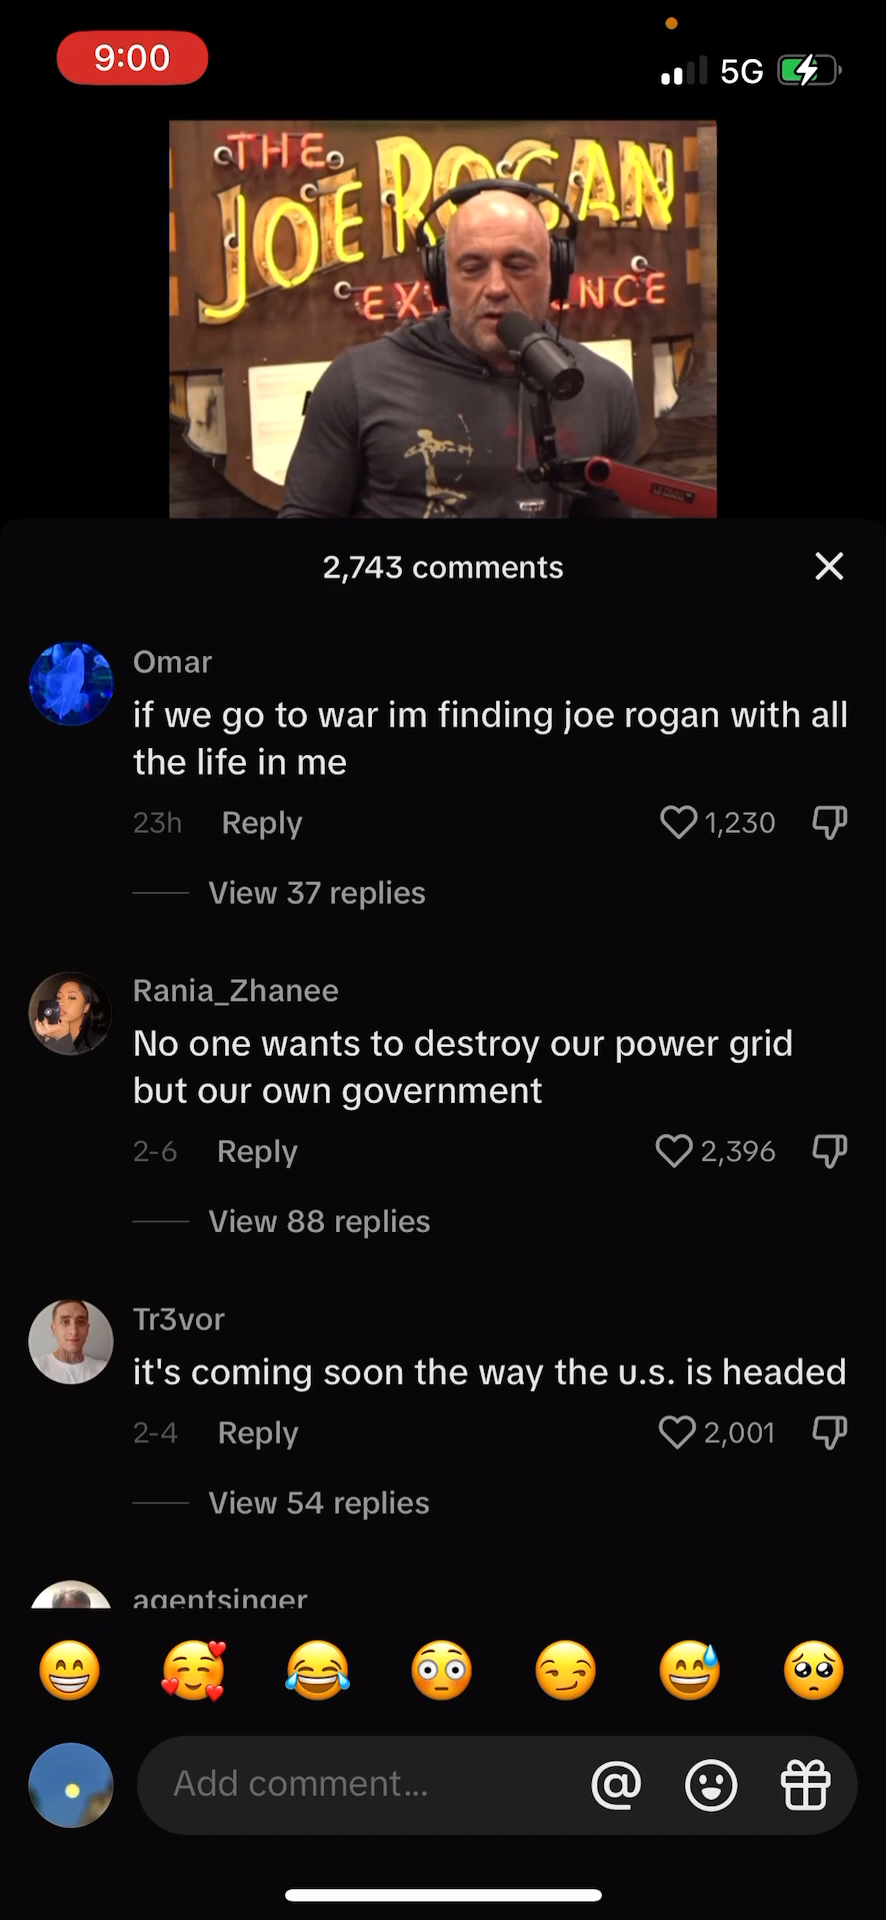 9:00
5G
THE
JOE ROGAN
2,743 comments
Omar
if we go to war im finding joe rogan with all
the life in me
23h Reply 1,230
View 37 replies
Rania_Zhanee
No one wants to destroy our power grid
but our own government
2-6 Reply 2,396
View 88 replies
Tr3vor
it's coming soon the way the u.s. is headed
2-4 Reply 2,001
View 54 replies
agentsinger
Add comment...